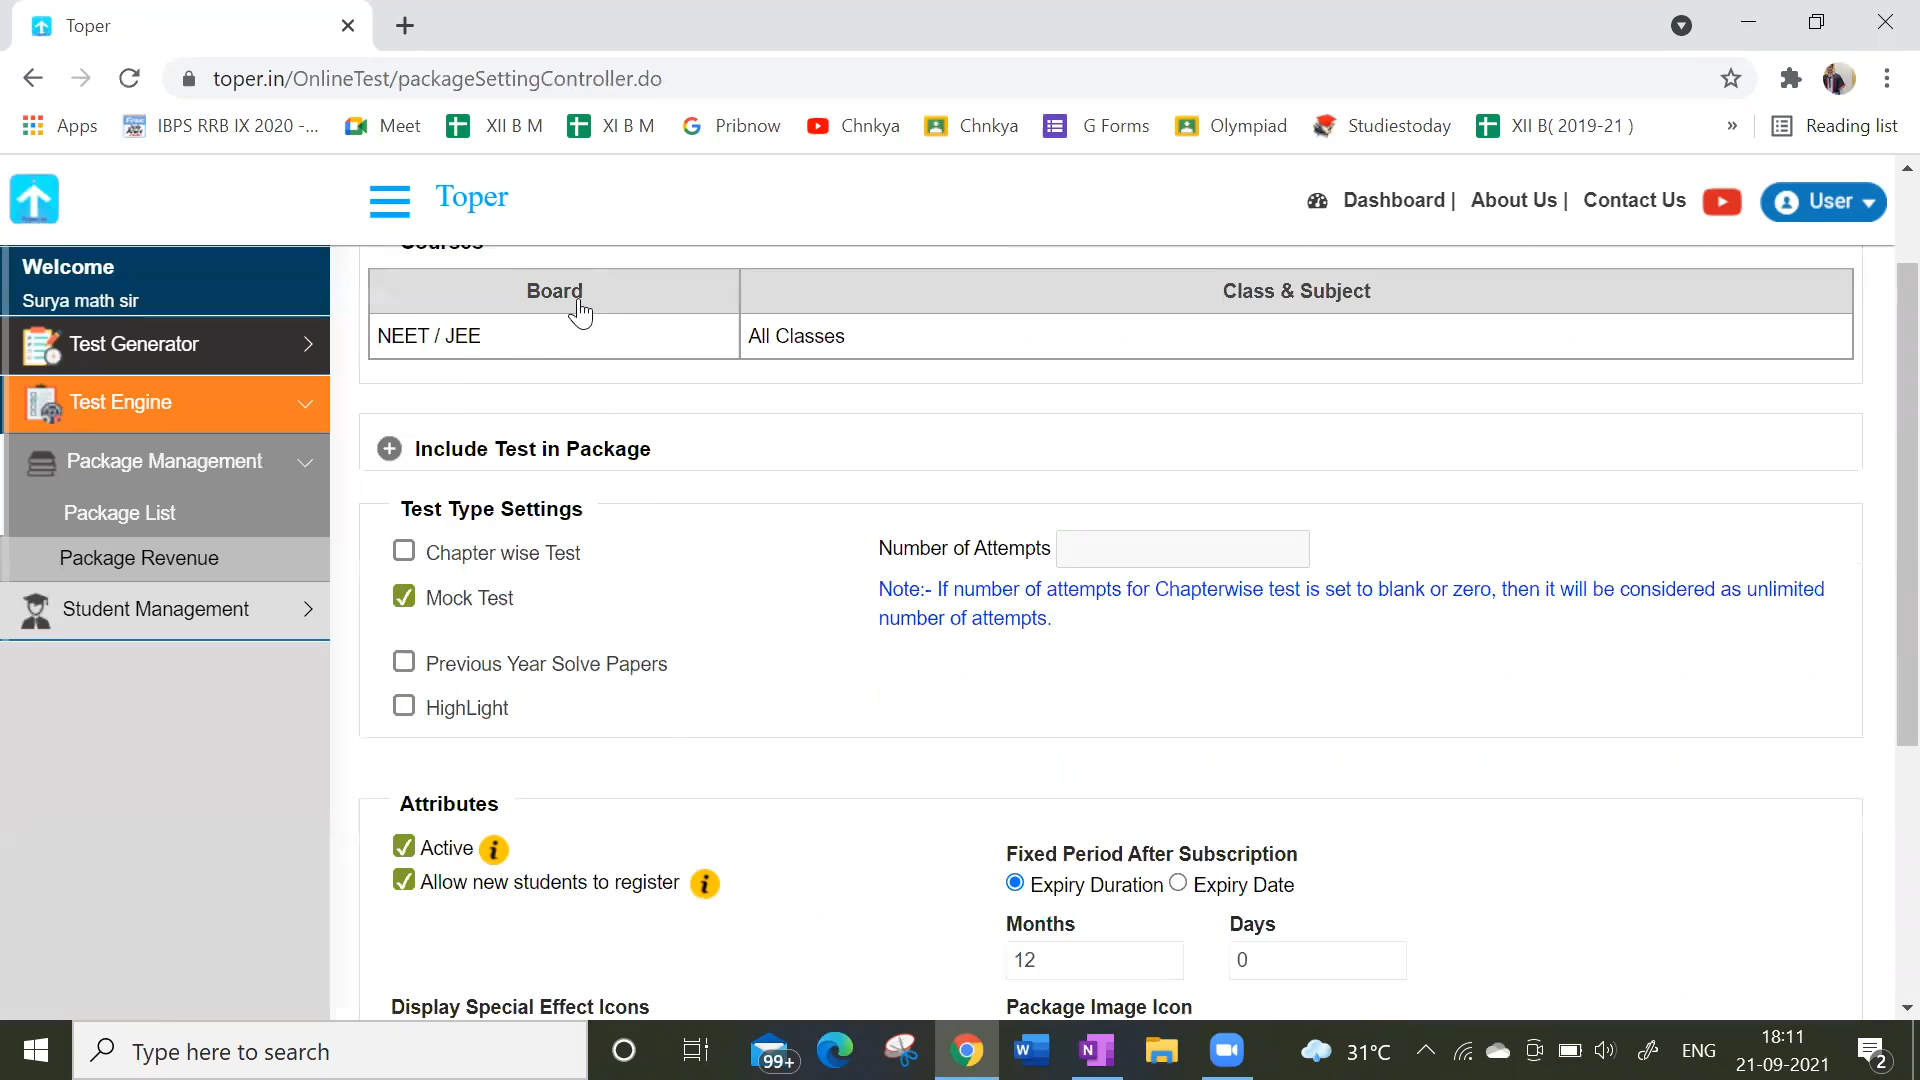 Toper
toper.in/OnlineTest/packageSettingController.do
Apps
IBPS RRB IX 2020 -...
Meet
XII B M
XI B M
Pribnow
Chnkya
Chnkya
G Forms
Olympiad
Studiestoday
XII B( 2019-21 )
»
Reading list
Toper
Dashboard |
About Us |
Contact Us
User
Welcome
Surya math sir
Test Generator
Test Engine
Package Management
Package List
Package Revenue
Student Management
Courses
Board
Class & Subject
NEET / JEE
All Classes
Include Test in Package
Test Type Settings
Chapter wise Test
Mock Test
Previous Year Solve Papers
HighLight
Number of Attempts
Note:- If number of attempts for Chapterwise test is set to blank or zero, then it will be considered as unlimited
number of attempts.
Attributes
Active
Allow new students to register
Fixed Period After Subscription
Expiry Duration
Expiry Date
Months
Days
12
0
Display Special Effect Icons
Package Image Icon
Type here to search
99+
31°C
ENG
18:11
21-09-2021
2